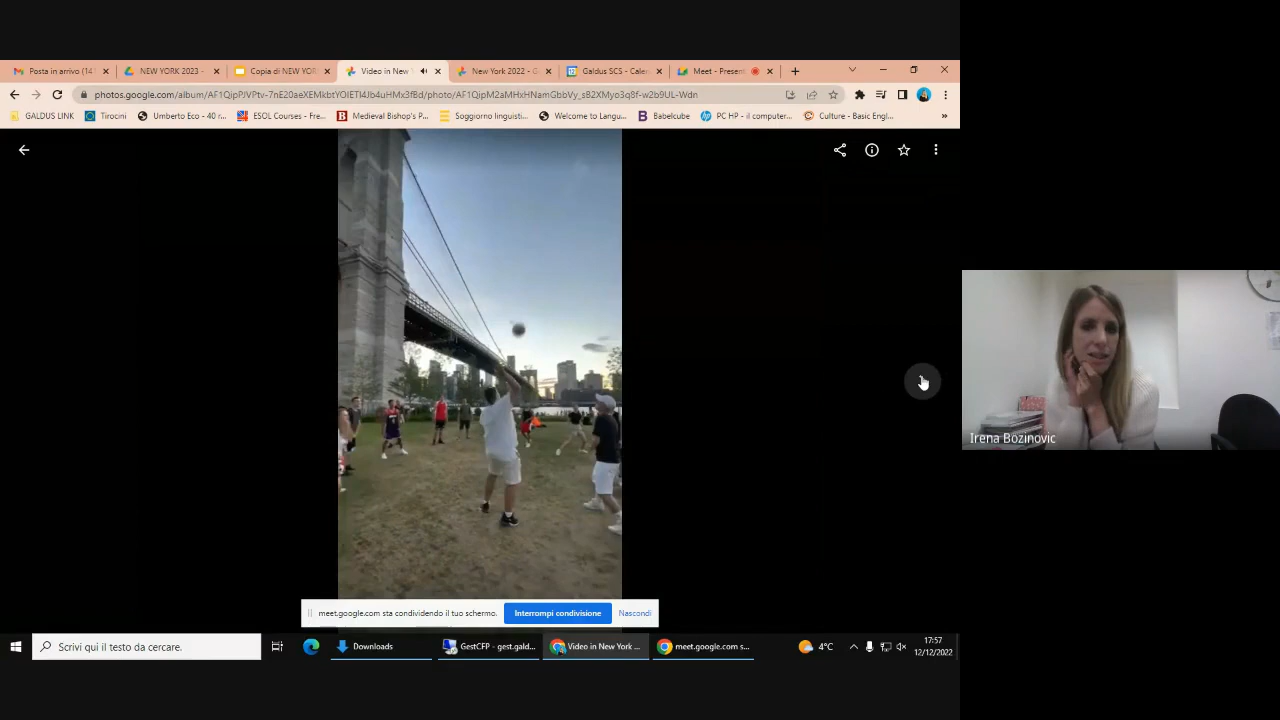 Posta in arrivo (14
NEW YORK 2023 -
Copia di NEW YOR
Video in New
New York 2022 - G
Galdus SCS - Calen
Meet - Presen
photos.google.com/album/AF1QipPJVPtv-7nE20aeXEMkbtYOIETl4Jb4uHMx3fBd/photo/AF1QipM2aMHxHNamGbbVy_s82XMyo3q8f-w2b9UL-Wdn
GALDUS LINK
Tirocini
Umberto Eco - 40 r...
ESOL Courses - Fre...
Medieval Bishop's P...
Soggiorno linguisti...
Welcome to Langu...
Babelcube
PC HP - il computer...
Culture - Basic Engl...
Irena Bozinovic
meet.google.com sta condividendo il tuo schermo.
Interrompi condivisione
Nascondi
Scrivi qui il testo da cercare.
Downloads
GestCFP - gest.gald...
Video in New York ...
meet.google.com s...
4°C
17:57
12/12/2022